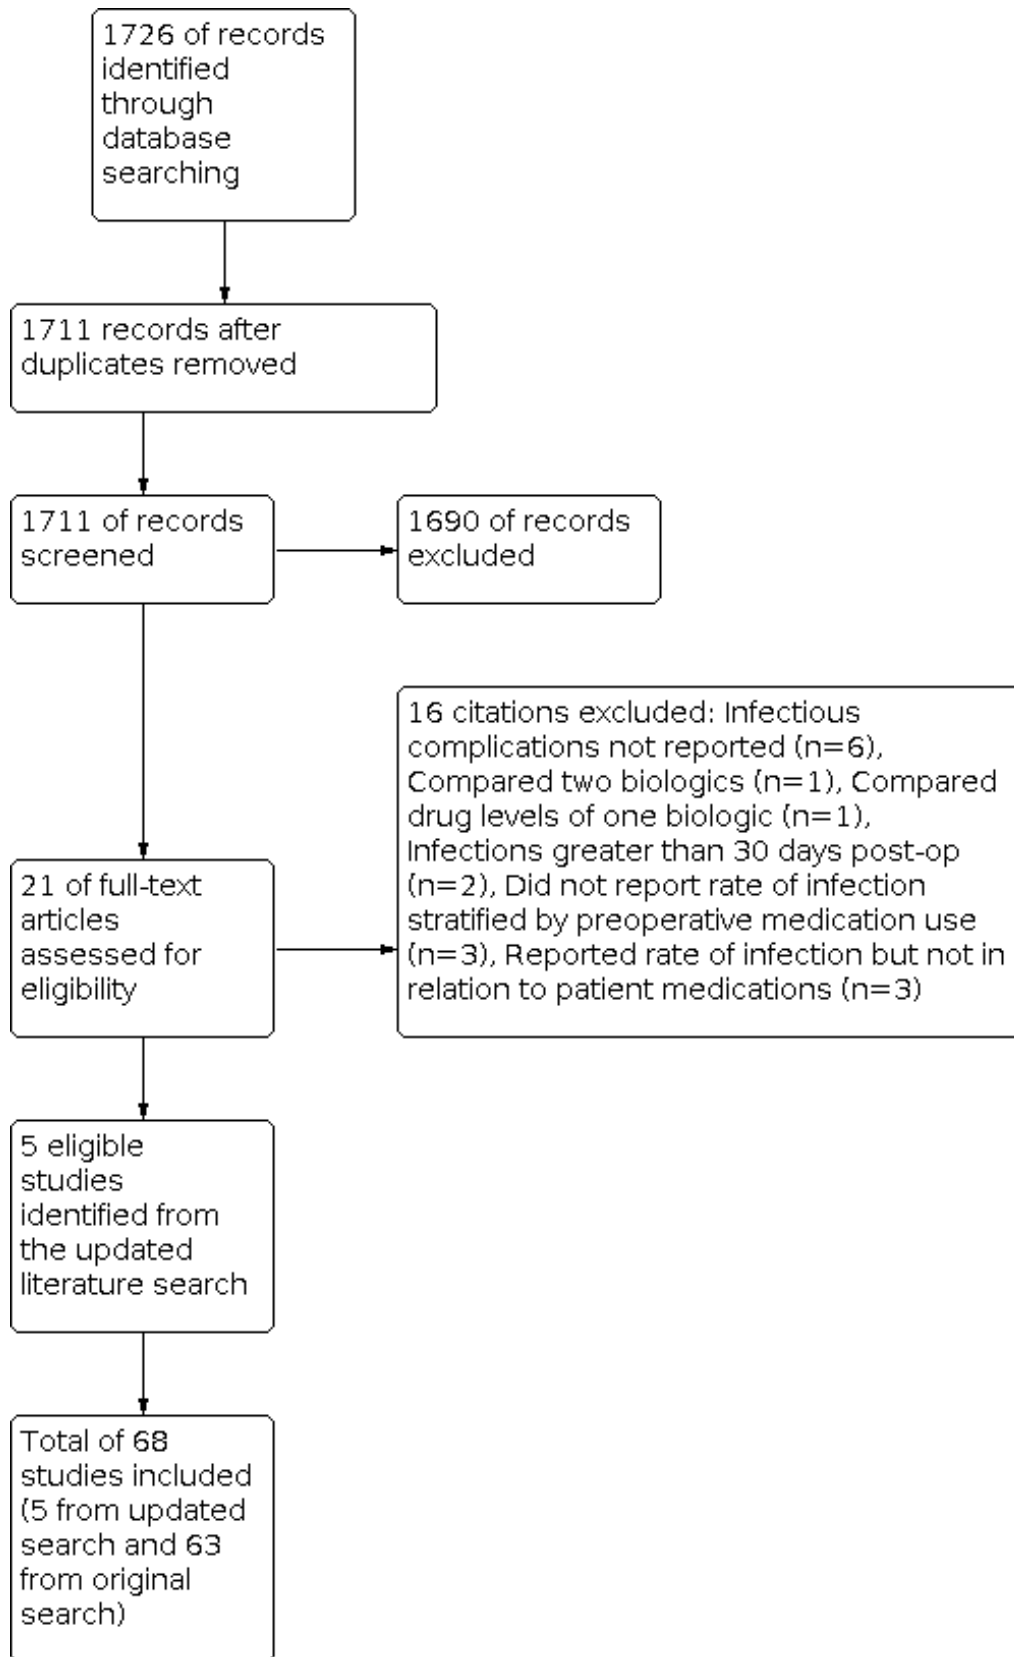 1726 of records
identified
through
database
searching
1711 records after
duplicates removed
1711 of records
screened
1690 of records
excluded
16 citations excluded: Infectious
complications not reported (n=6),
Compared two biologics (n=1), Compared
drug levels of one biologic (n=1),
Infections greater than 30 days post-op
(n=2), Did not report rate of infection
stratified by preoperative medication use
(n=3), Reported rate of infection but not in
relation to patient medications (n=3)
21 of full-text
articles
assessed for
eligibility
5 eligible
studies
identified from
the updated
literature search
Total of 68
studies included
(5 from updated
search and 63
from original
search)